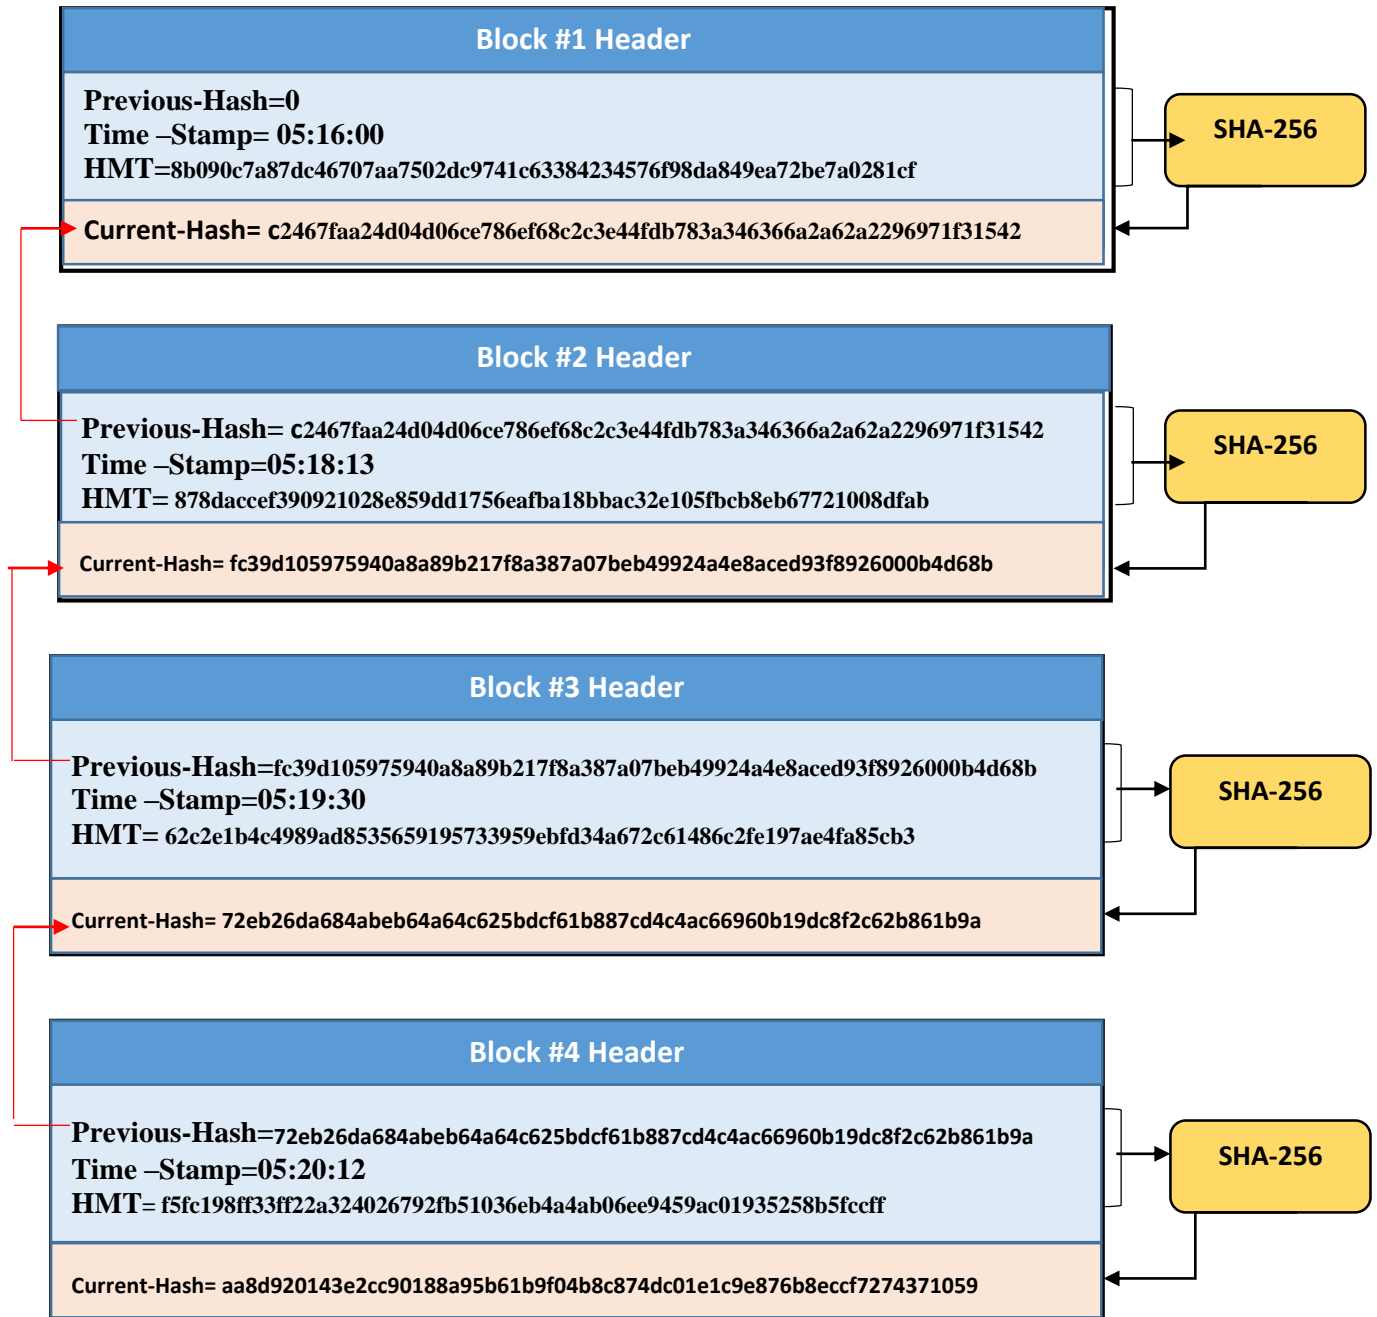 Block #1 Header
Previous-Hash=0
Time –Stamp= 05:16:00
HMT=8b090c7a87dc46707aa7502dc9741c63384234576f98da849ea72be7a0281cf
SHA-256
Current-Hash= c2467faa24d04d06ce786ef68c2c3e44fdb783a346366a2a62a2296971f31542
Block #2 Header
Previous-Hash= c2467faa24d04d06ce786ef68c2c3e44fdb783a346366a2a62a2296971f31542
Time –Stamp=05:18:13
HMT= 878daccef390921028e859dd1756eafba18bbac32e105fbcb8eb67721008dfab
SHA-256
Current-Hash= fc39d105975940a8a89b217f8a387a07beb49924a4e8aced93f8926000b4d68b
Block #3 Header
Previous-Hash=fc39d105975940a8a89b217f8a387a07beb49924a4e8aced93f8926000b4d68b
Time –Stamp=05:19:30
HMT= 62c2e1b4c4989ad8535659195733959ebfd34a672c61486c2fe197ae4fa85cb3
SHA-256
Current-Hash= 72eb26da684abeb64a64c625bdcf61b887cd4c4ac66960b19dc8f2c62b861b9a
Block #4 Header
Previous-Hash=72eb26da684abeb64a64c625bdcf61b887cd4c4ac66960b19dc8f2c62b861b9a
Time –Stamp=05:20:12
HMT= f5fc198ff33ff22a324026792fb51036eb4a4ab06ee9459ac01935258b5fccff
SHA-256
Current-Hash= aa8d920143e2cc90188a95b61b9f04b8c874dc01e1c9e876b8eccf7274371059